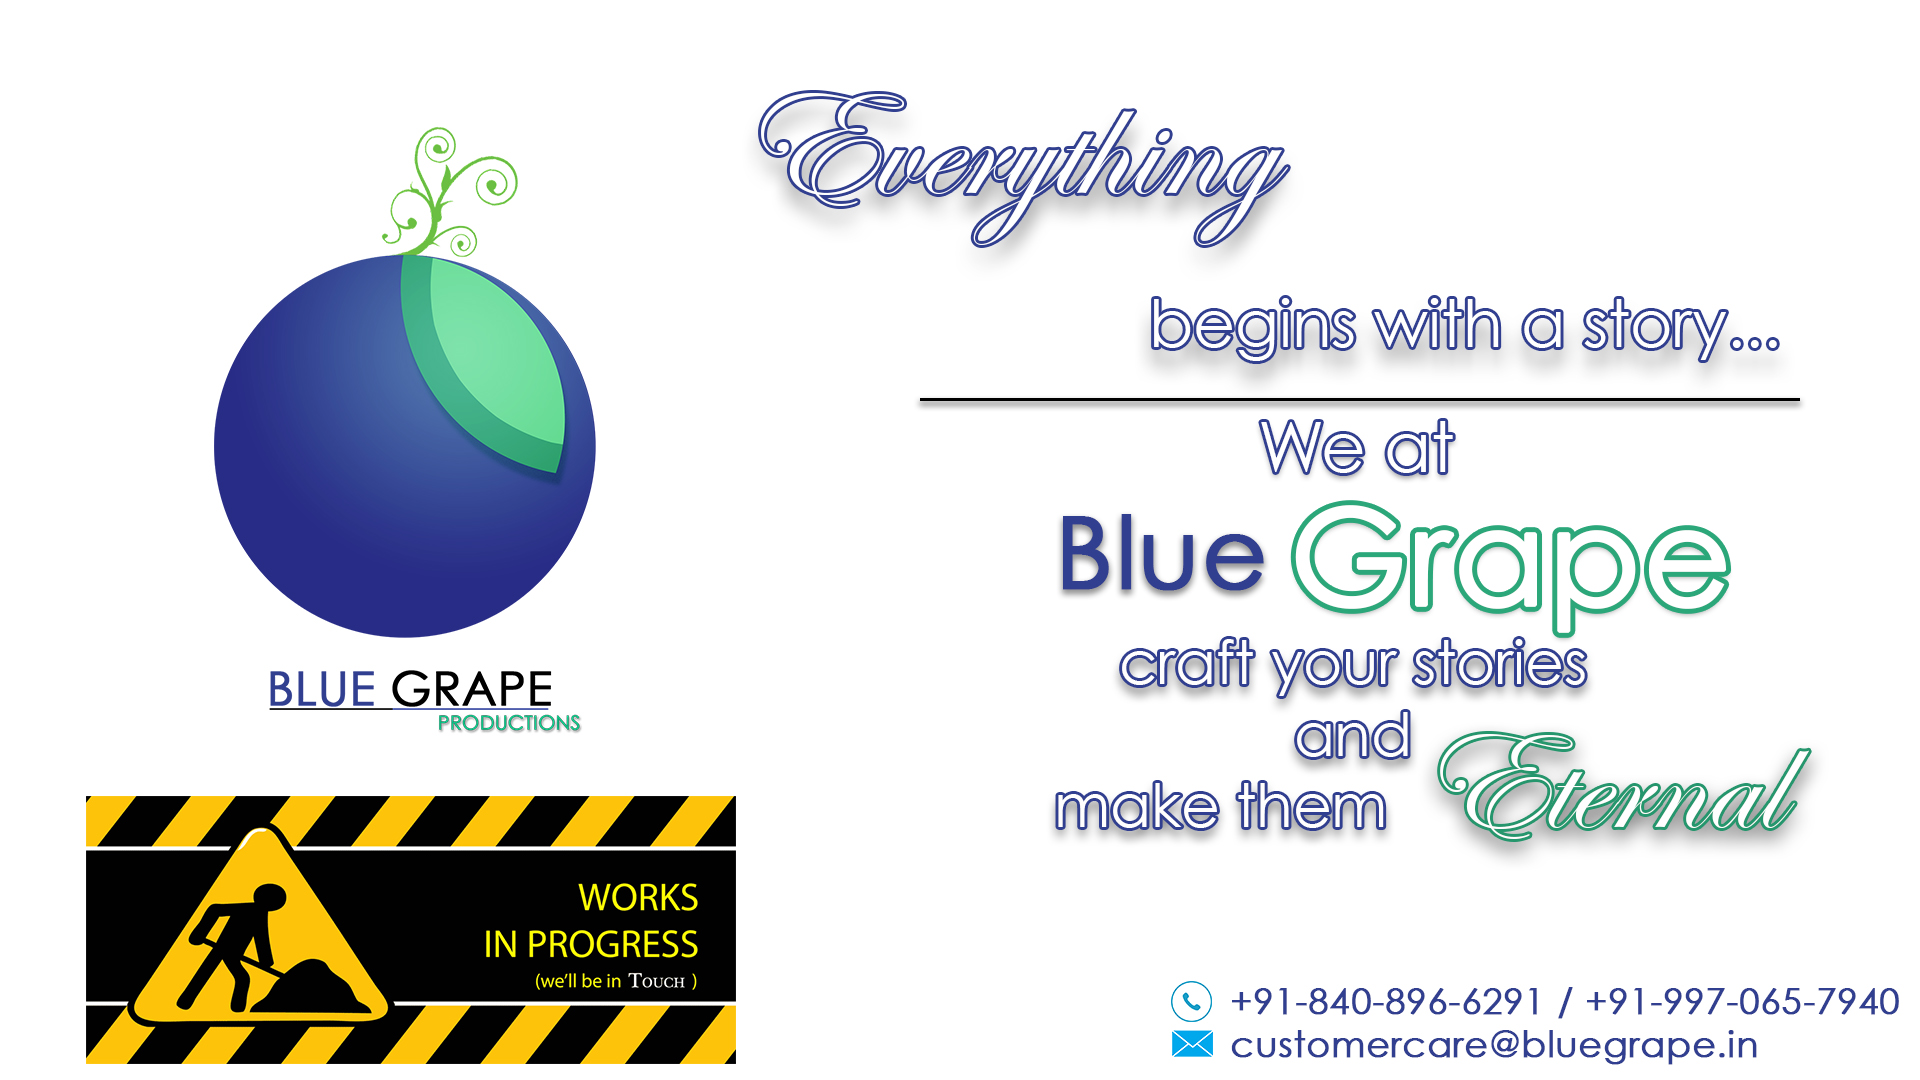 BLUE GRAPE
PRODUCTIONS
WORKS
IN PROGRESS
(we'll be in TOUCH )
Everything
begins with a story...
We at
Blue Grape
craft your stories
and
make them Eternal
+91-840-896-6291 / +91-997-065-7940
customercare@bluegrape.in